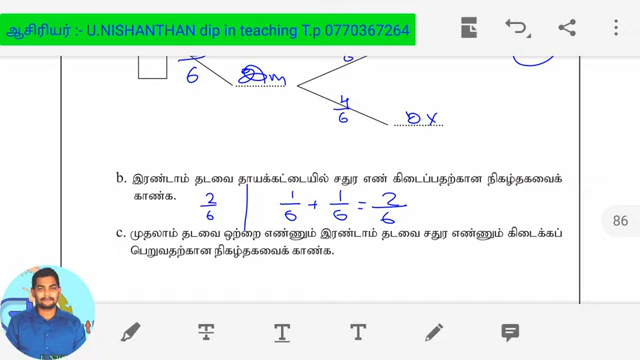 ஆசிரியர் :- U.NISHANTHAN dip in teaching T.p 0770367264
6
6
4/6
b. இரண்டாம் தடவை தாயக்கட்டையில் சதுர எண் கிடைப்பதற்கான நிகழ்தகவைக்
காண்க.
2/6 | 1/6 + 1/6 = 2/6
c. முதலாம் தடவை ஒற்றை எண்ணும் இரண்டாம் தடவை சதுர எண்ணும் கிடைக்கப்
பெறுவதற்கான நிகழ்தகவைக் காண்க.
86